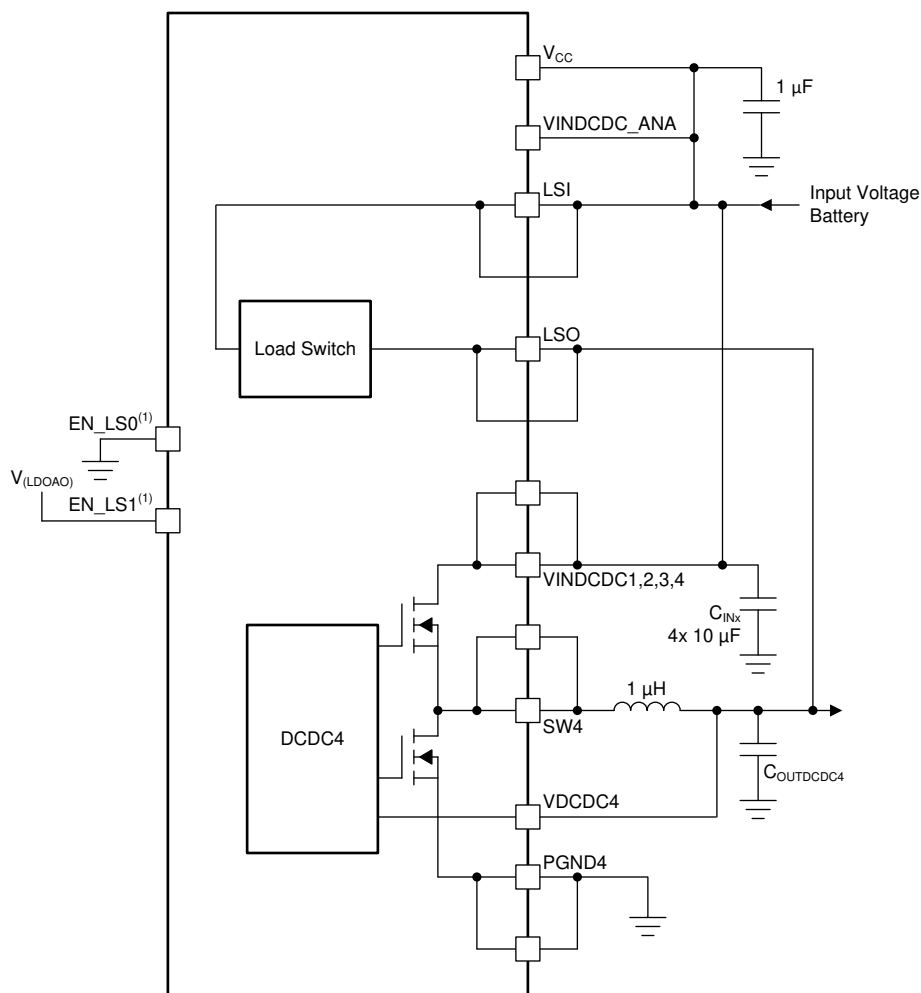 V_CC
1 µF
VINDCDC_ANA
LSI
Input Voltage
Battery
Load Switch
LSO
EN_LS0(1)
V(LDOAO)
EN_LS1(1)
VINDCDC1,2,3,4
C_INx
4x 10 µF
1 µH
DCDC4
SW4
C_OUTDCDC4
VDCDC4
PGND4